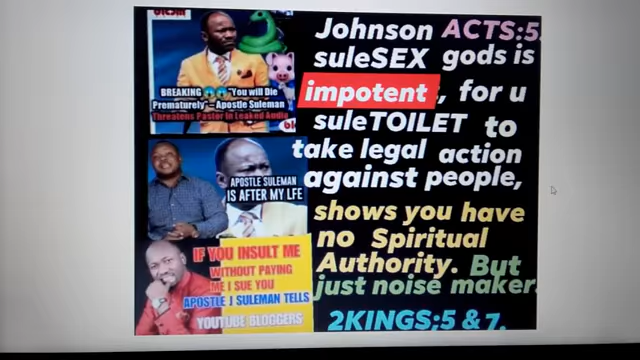 BREAKING "You will Die
Prematurely" – Apostle Suleman
Threatens Pastor In Leaked Audio
APOSTLE SULEMAN
IS AFTER MY LFE
IF YOU INSULT ME
WITHOUT PAYING
ME I SUE YOU
APOSTLE J SULEMAN TELLS
YOUTUBE BLOGGERS
Johnson ACTS:5
suleSEX gods is
impotent, for u
suleTOILET to
take legal action
against people,
shows you have
no Spiritual
Authority. But
just noise maker.
2KINGS;5 & 7.